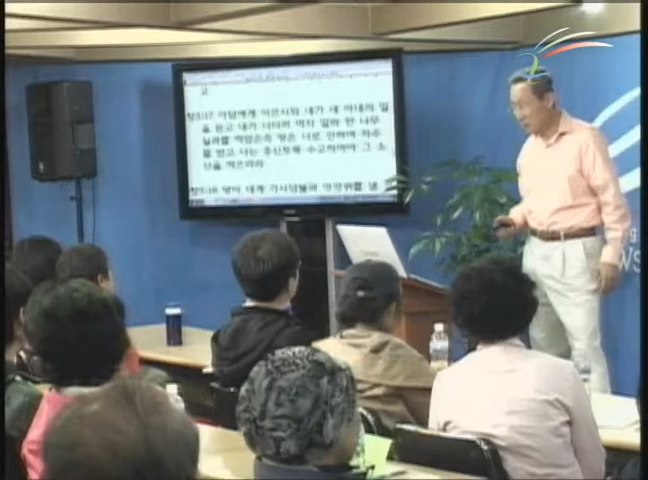 고
창3:17 아담에게 이르시되 네가 네 아내의 말
을 듣고 내가 너더러 먹지 말라 한 나무
실과를 먹었은즉 땅은 너로 인하여 저주
를 받고 너는 종신토록 수고하여야 그 소
산을 먹으리라
창3:18 땅이 네게 가시덤불과 엉겅퀴를 낼